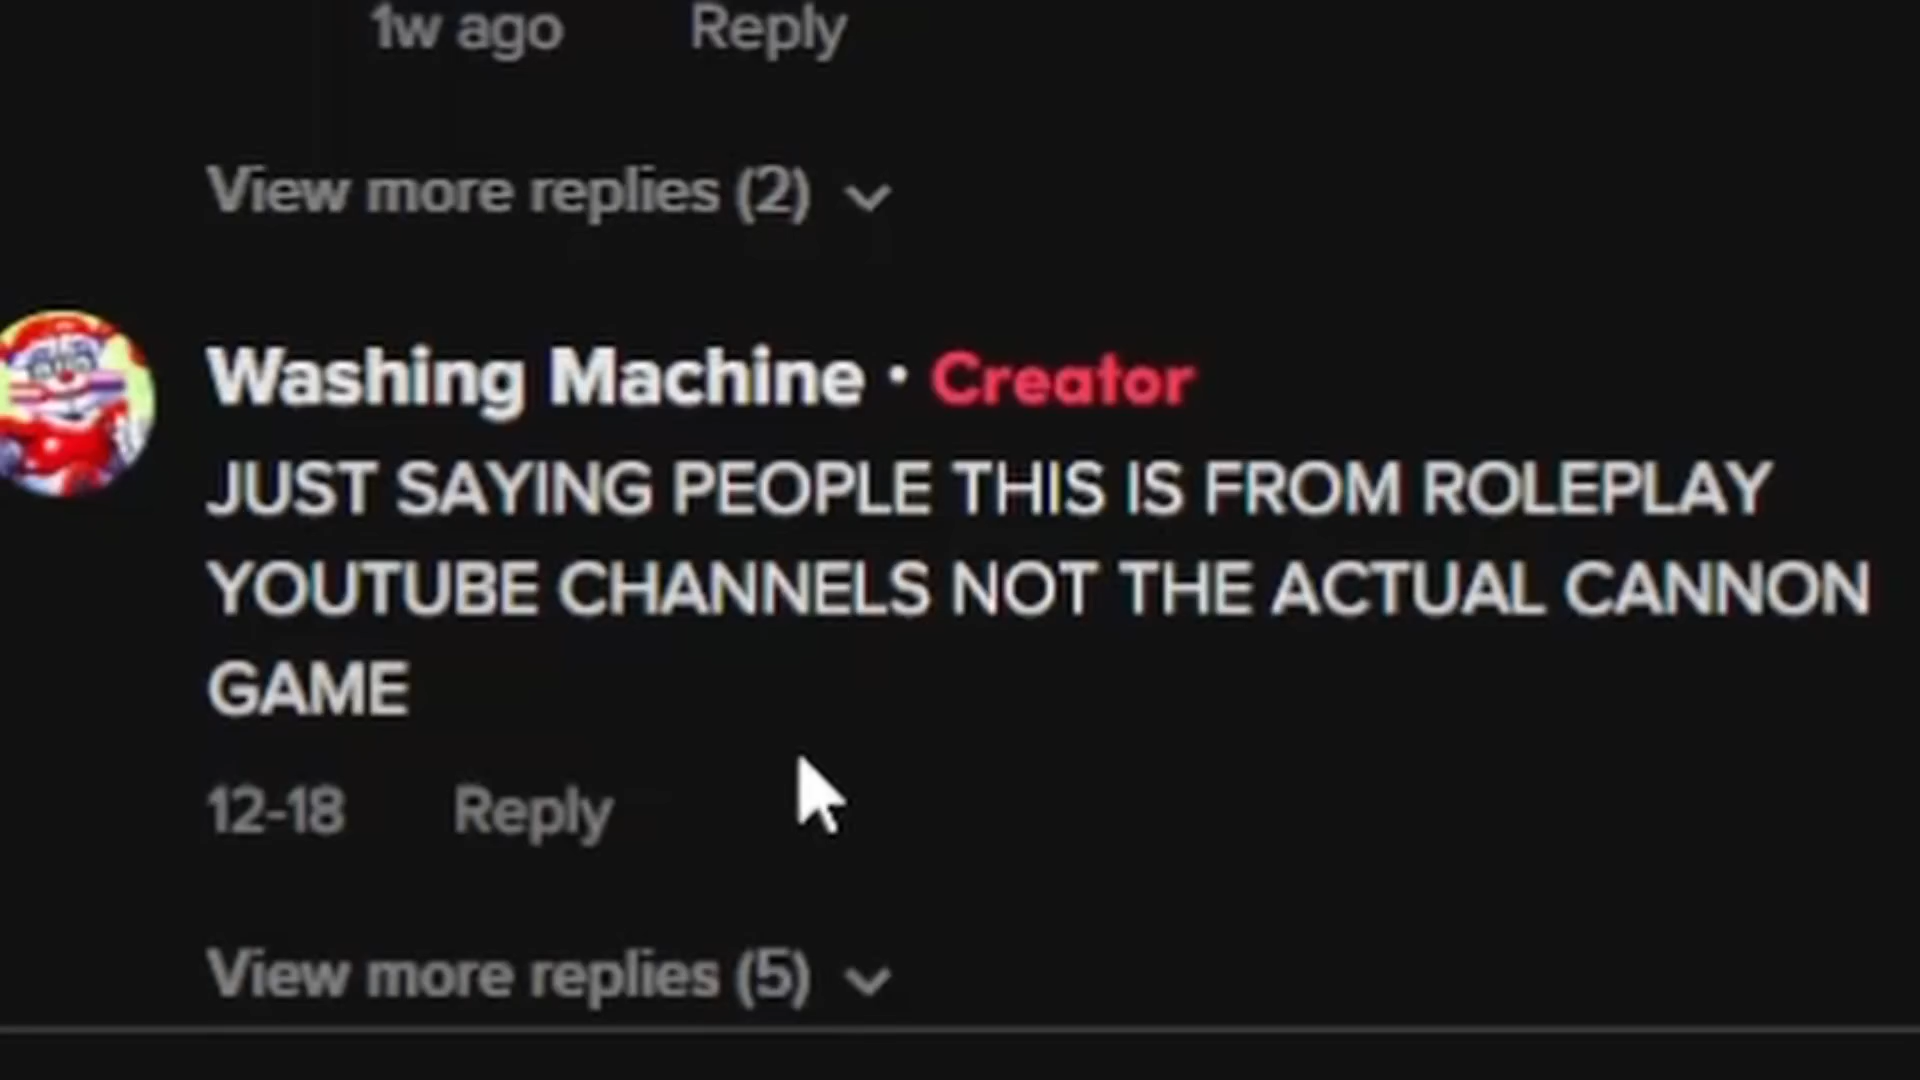 1w ago Reply
View more replies (2)
Washing Machine · Creator
JUST SAYING PEOPLE THIS IS FROM ROLEPLAY
YOUTUBE CHANNELS NOT THE ACTUAL CANNON
GAME
12-18 Reply
View more replies (5)